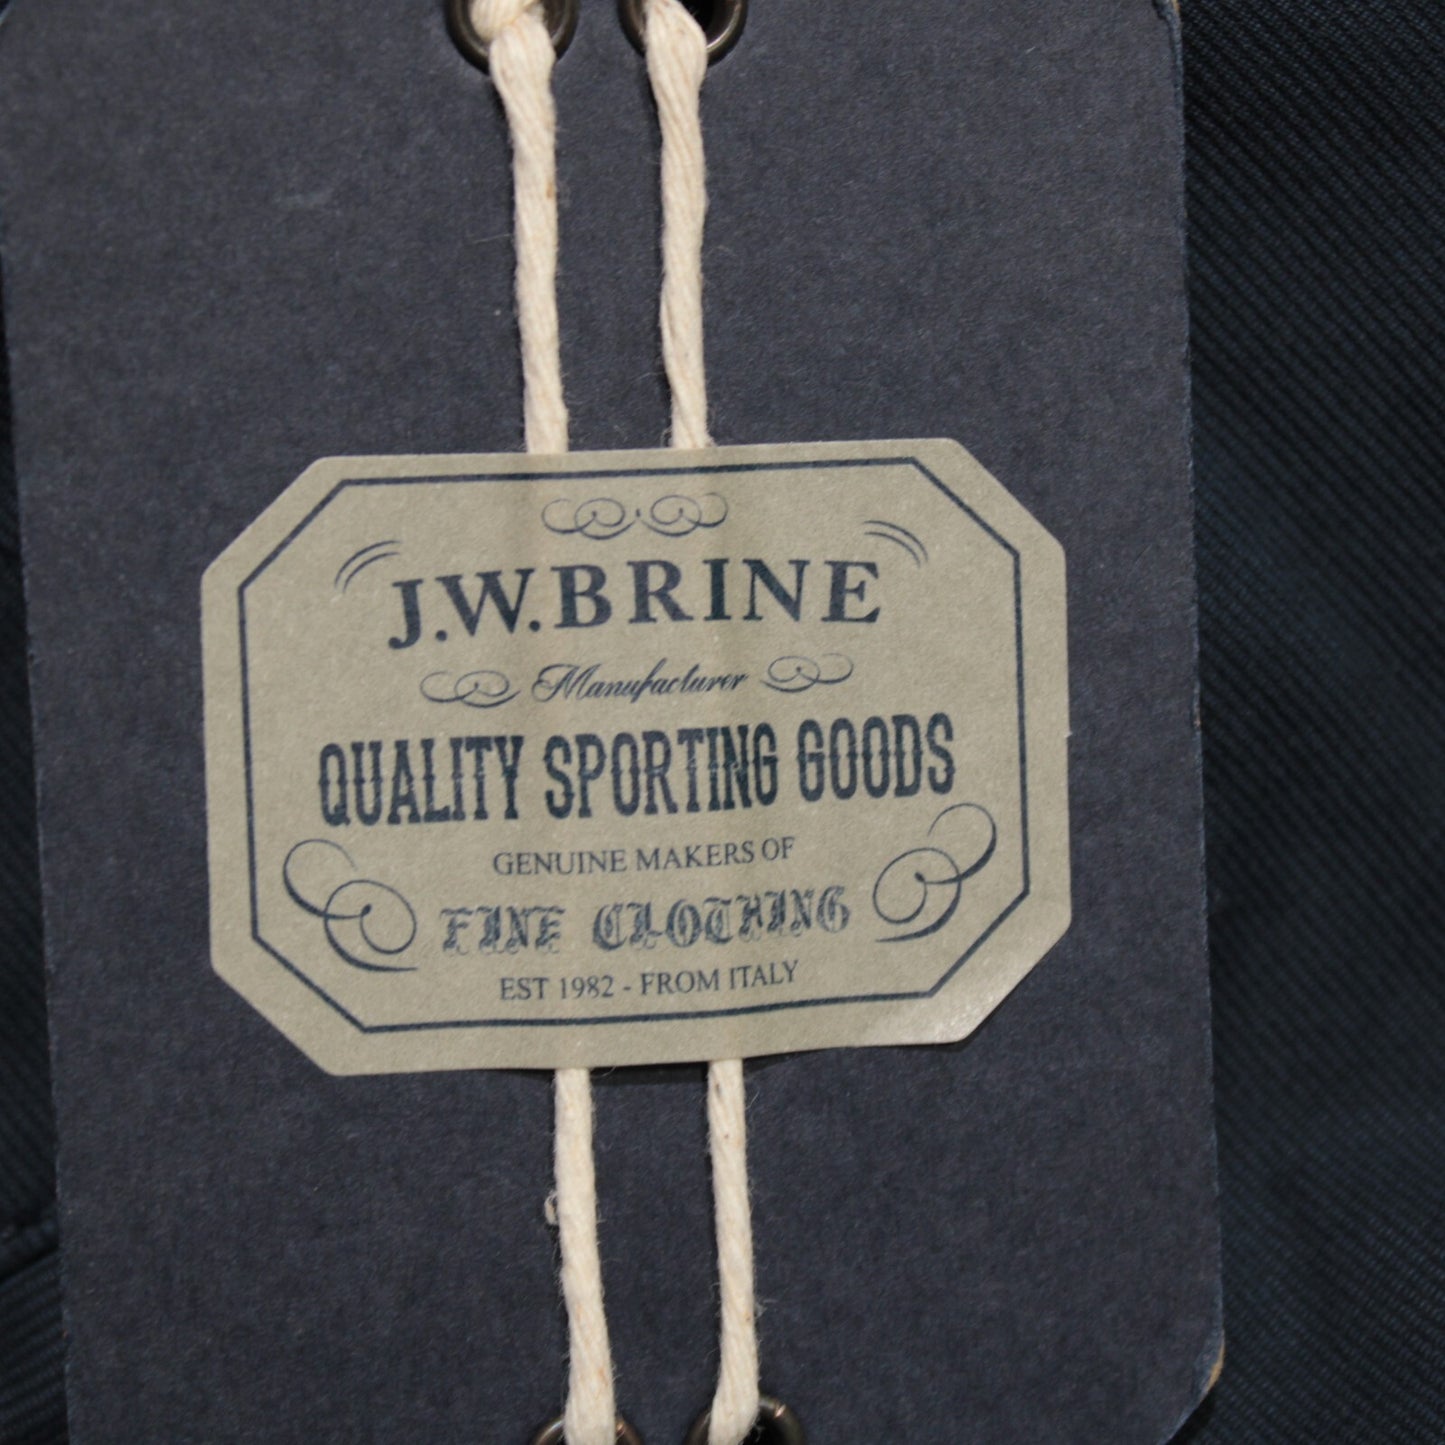 J.W.BRINE
Manufacturer
QUALITY SPORTING GOODS
GENUINE MAKERS OF
FINE CLOTHING
EST 1982 - FROM ITALY